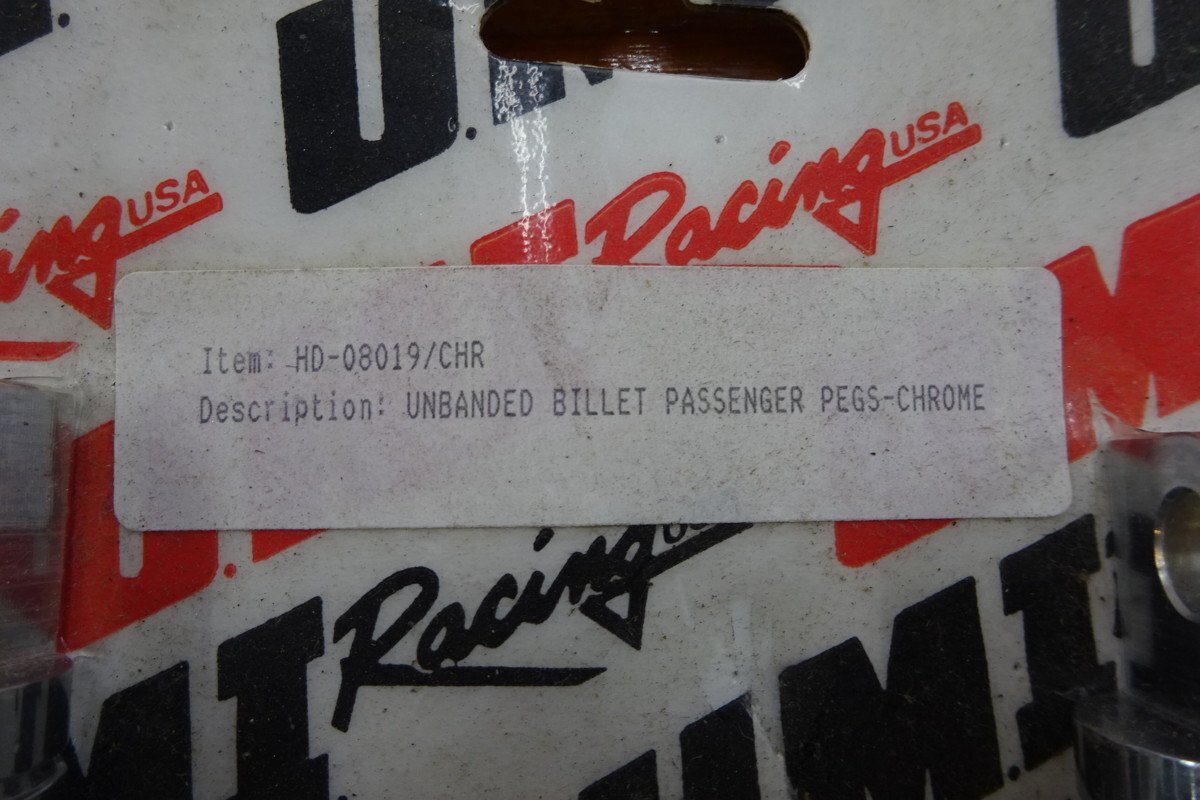 Racing USA
Racing USA
Item: HD-08019/CHR
Description: UNBANDED BILLET PASSENGER PEGS-CHROME
Racing